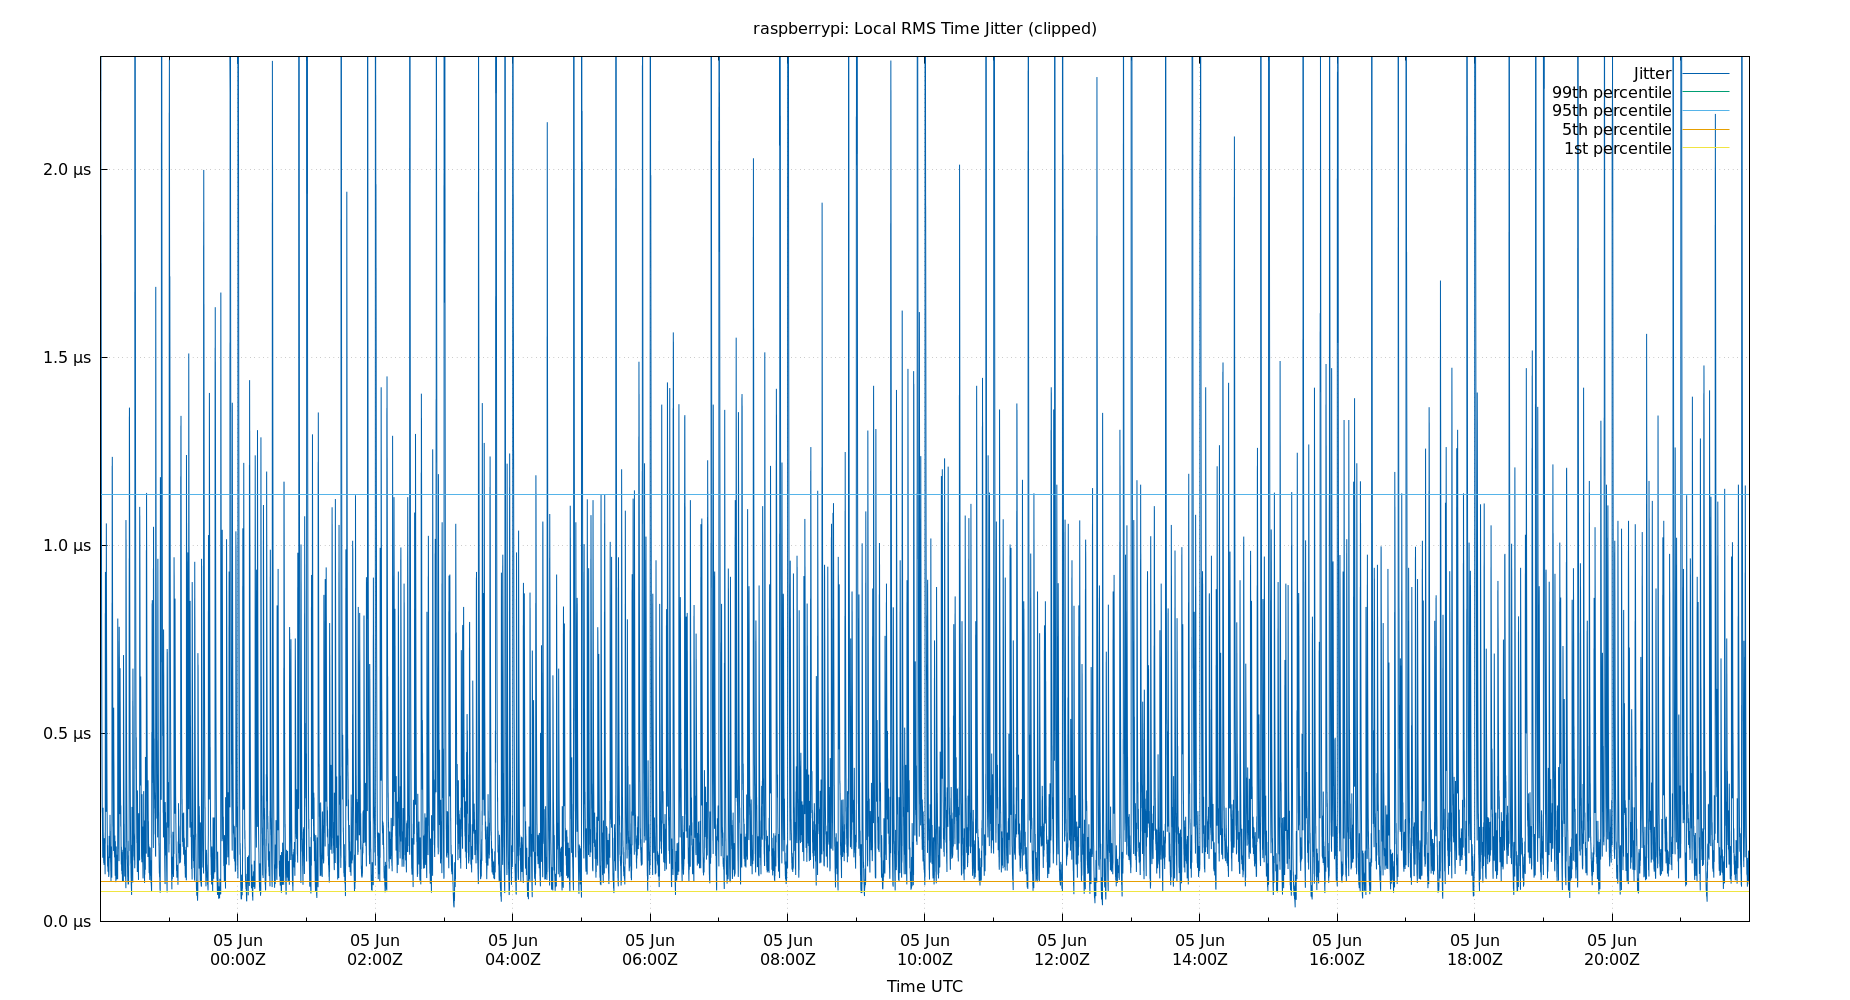 raspberrypi: Local RMS Time Jitter (clipped)
Jitter
99th percentile
95th percentile
5th percentile
1st percentile
2.0 µs
1.5 µs
1.0 µs
0.5 µs
0.0 µs
05 Jun 05 Jun 05 Jun 05 Jun 05 Jun 05 Jun 05 Jun 05 Jun 05 Jun 05 Jun 05 Jun
00:00Z 02:00Z 04:00Z 06:00Z 08:00Z 10:00Z 12:00Z 14:00Z 16:00Z 18:00Z 20:00Z
Time UTC